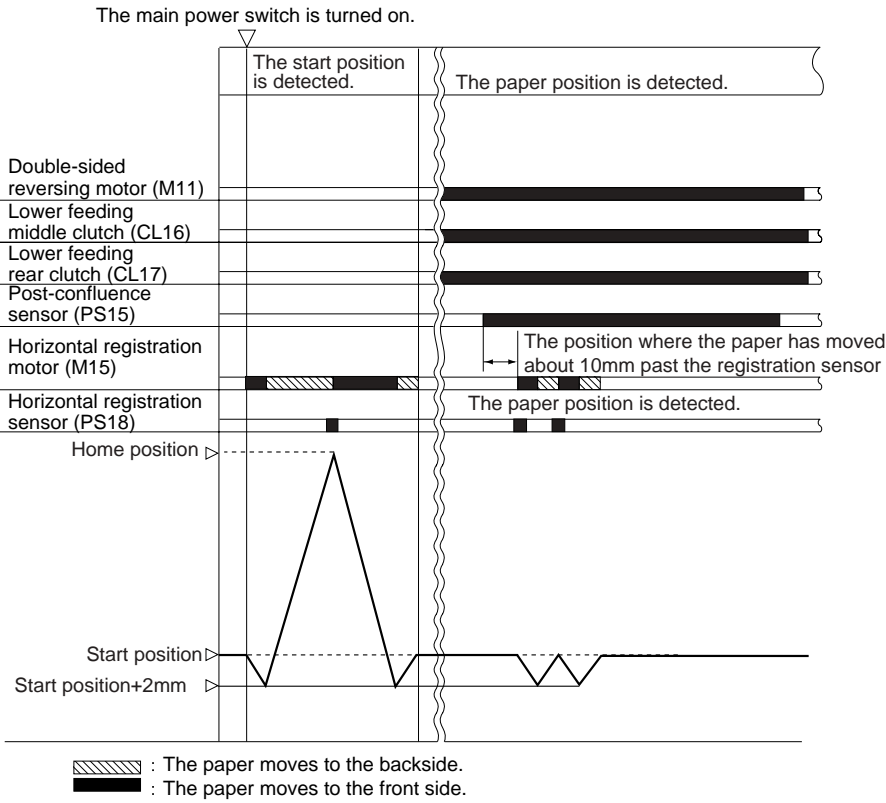 The main power switch is turned on.
The start position
is detected.
The paper position is detected.
Double-sided
reversing motor (M11)
Lower feeding
middle clutch (CL16)
Lower feeding
rear clutch (CL17)
Post-confluence
sensor (PS15)
The position where the paper has moved
about 10mm past the registration sensor
Horizontal registration
motor (M15)
Horizontal registration
sensor (PS18)
The paper position is detected.
Home position
Start position
Start position+2mm
: The paper moves to the backside.
: The paper moves to the front side.